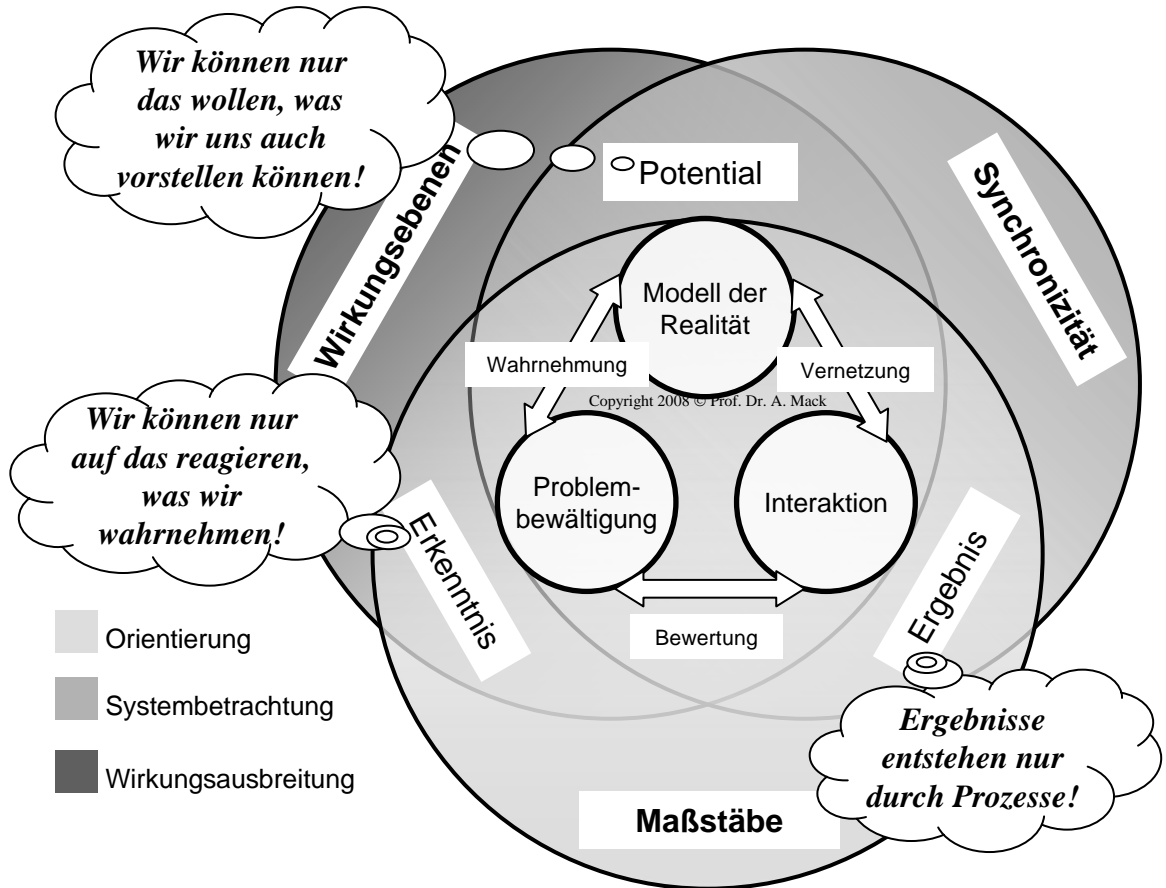 Wir können nur
das wollen, was
wir uns auch
vorstellen können!
Wirkungsebenen
Potential
Synchronizität
Modell der
Realität
Wahrnehmung
Vernetzung
Copyright 2008 © Prof. Dr. A. Mack
Wir können nur
auf das reagieren,
was wir
wahrnehmen!
Problem-
bewältigung
Interaktion
Erkenntnis
Ergebnis
Bewertung
Orientierung
Systembetrachtung
Wirkungsausbreitung
Ergebnisse
entstehen nur
durch Prozesse!
Maßstäbe